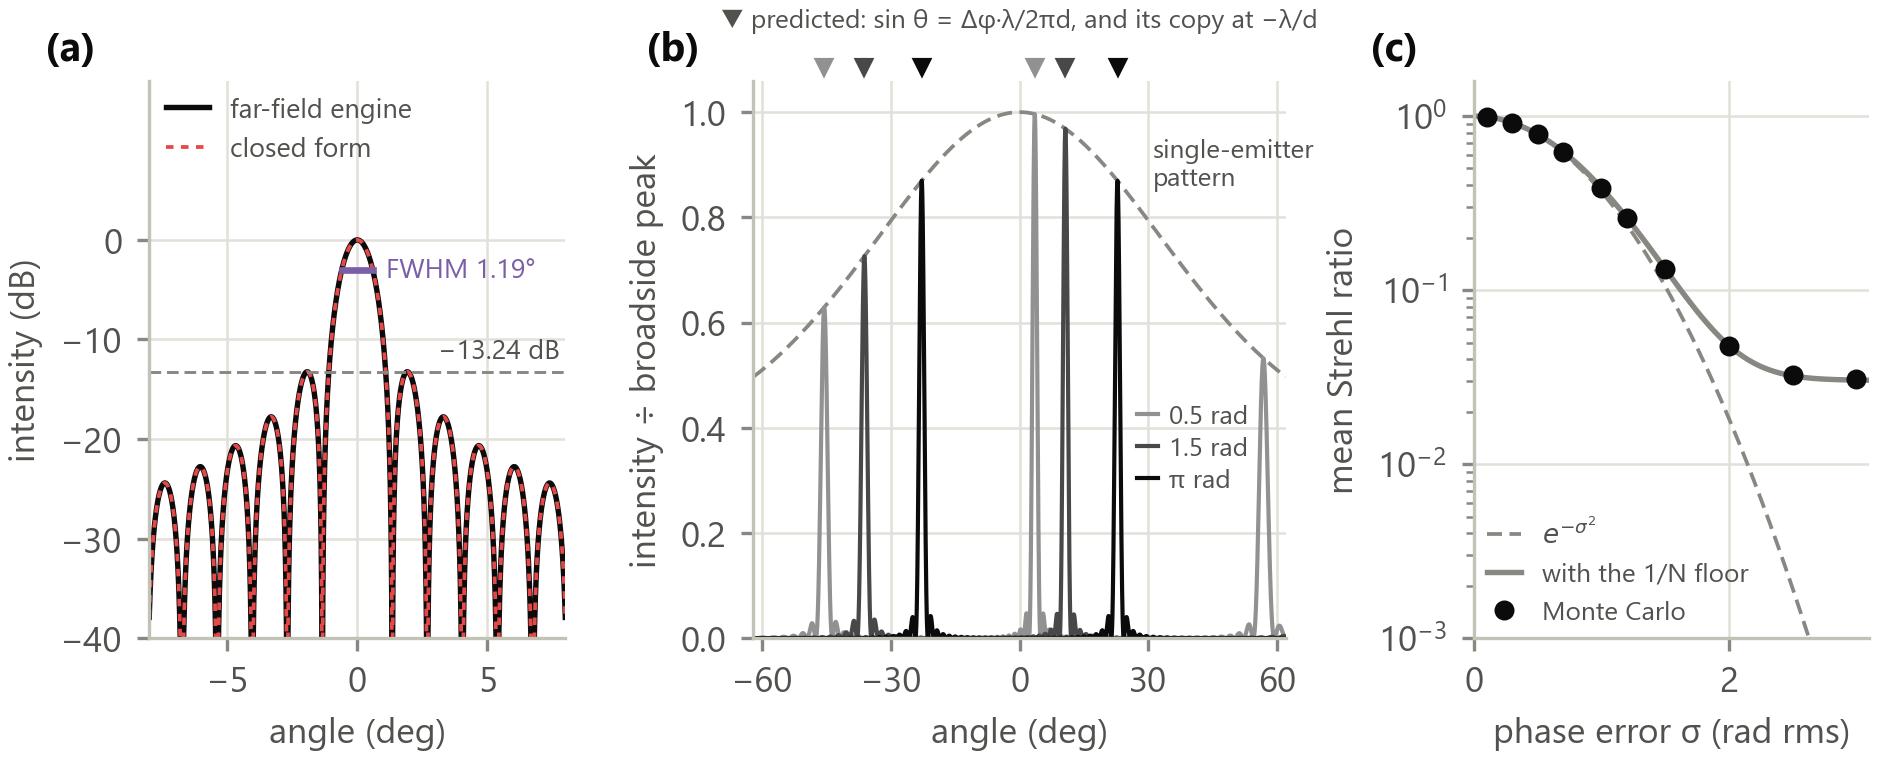 ▼ predicted: sin θ = Δφ·λ/2πd, and its copy at −λ/d
(a)
far-field engine
closed form
FWHM 1.19°
−13.24 dB
0
−10
−20
−30
−40
−5
0
5
intensity (dB)
angle (deg)
(b)
single-emitter
pattern
0.5 rad
1.5 rad
π rad
1.0
0.8
0.6
0.4
0.2
0.0
−60
−30
0
30
60
intensity ÷ broadside peak
angle (deg)
(c)
10⁰
10⁻¹
10⁻²
10⁻³
e^{−σ²}
with the 1/N floor
Monte Carlo
0
2
mean Strehl ratio
phase error σ (rad rms)